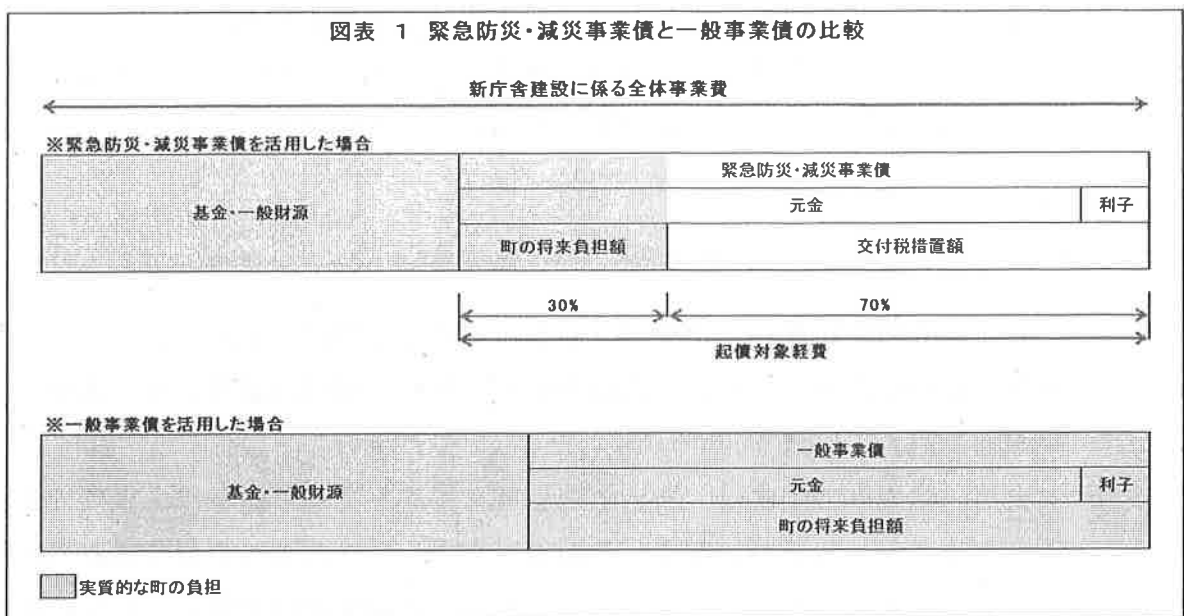 図表 1 緊急防災・減災事業債と一般事業債の比較
新庁舎建設に係る全体事業費
※緊急防災・減災事業債を活用した場合
緊急防災・減災事業債
基金・一般財源
元金
利子
町の将来負担額
交付税措置額
30%
70%
起債対象経費
※一般事業債を活用した場合
一般事業債
基金・一般財源
元金
利子
町の将来負担額
実質的な町の負担